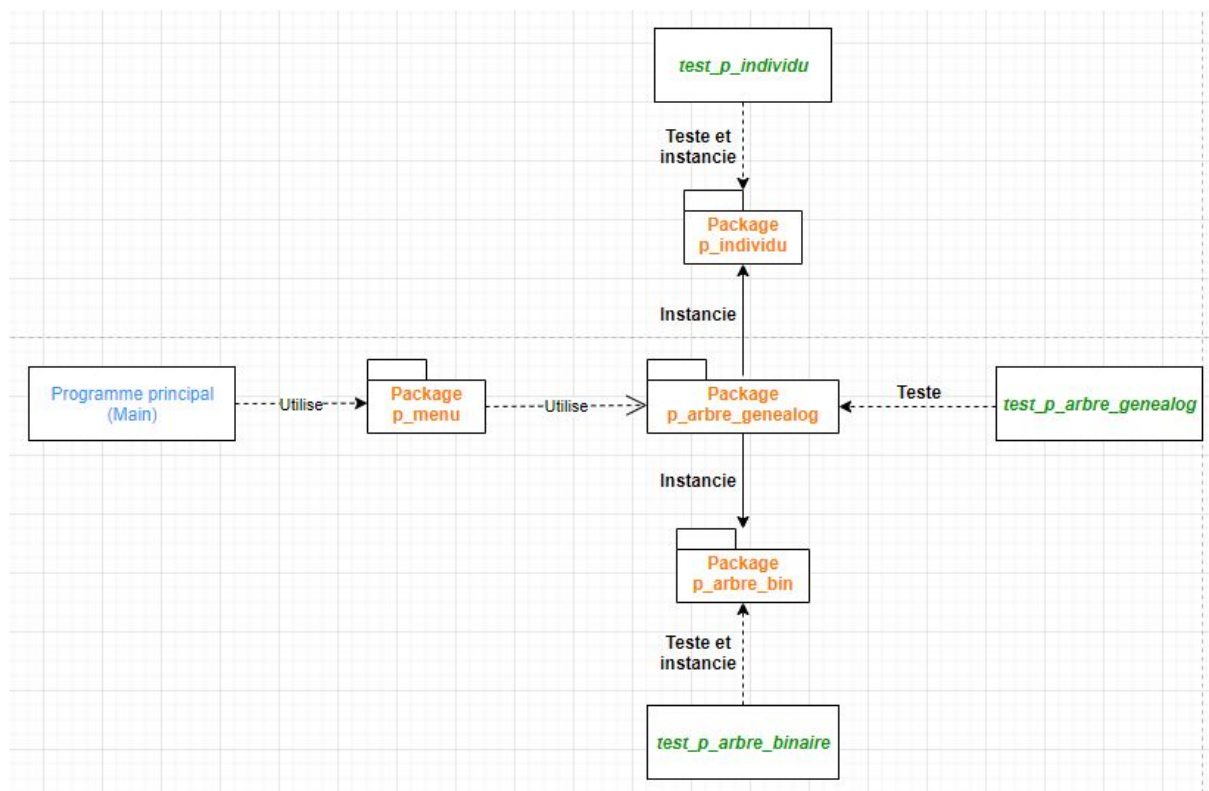 test_p_individu
Teste et
instancie
Package
p_individu
Instancie
Programme principal
(Main)
Utilise
Package
p_menu
Utilise
Package
p_arbre_genealog
Teste
test_p_arbre_genealog
Instancie
Package
p_arbre_bin
Teste et
instancie
test_p_arbre_binaire